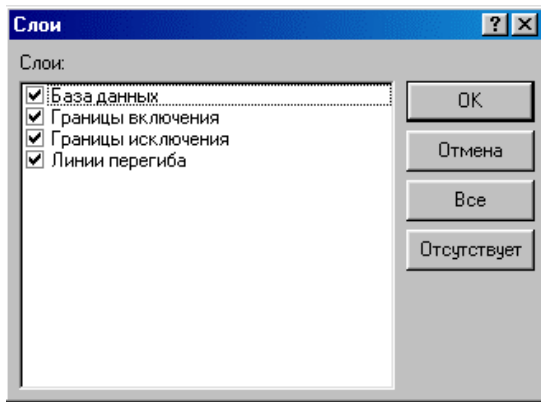 Слои
Слои:
База данных
Границы включения
Границы исключения
Линии перегиба
OK
Отмена
Все
Отсутствует